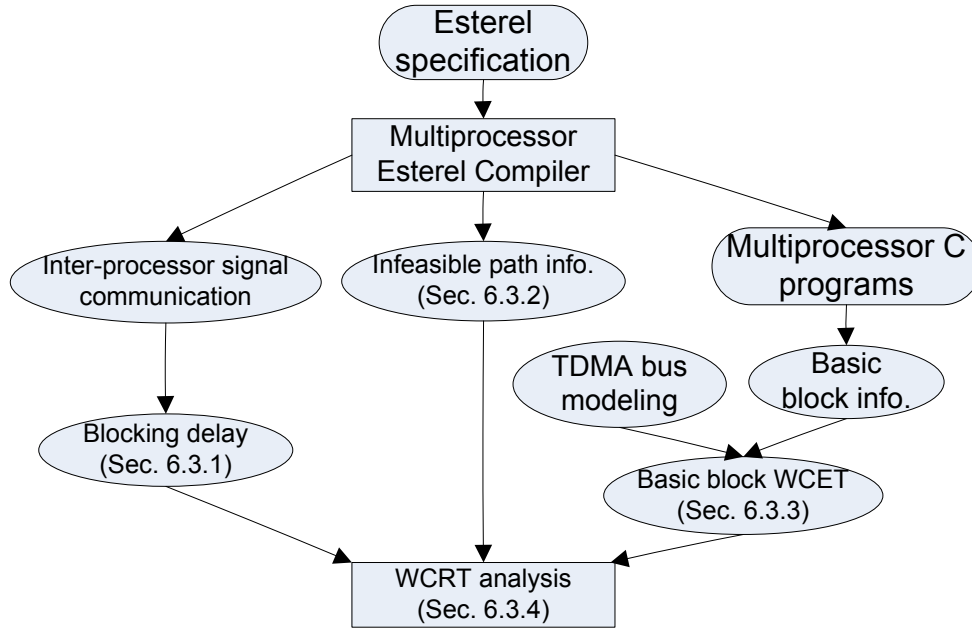 Esterel
specification
Multiprocessor
Esterel Compiler
Inter-processor signal
communication
Infeasible path info.
(Sec. 6.3.2)
Multiprocessor C
programs
TDMA bus
modeling
Basic
block info.
Blocking delay
(Sec. 6.3.1)
Basic block WCET
(Sec. 6.3.3)
WCRT analysis
(Sec. 6.3.4)